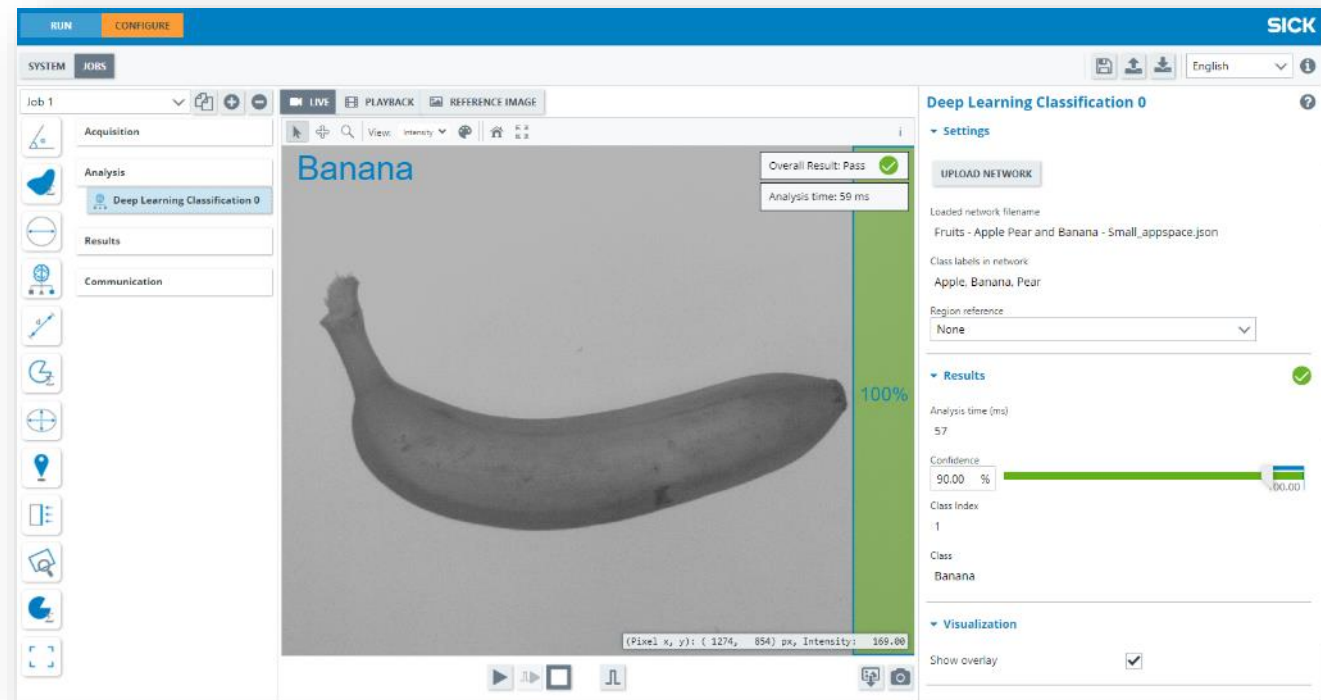 RUN CONFIGURE SICK
SYSTEM JOBS English
Job 1 LIVE PLAYBACK REFERENCE IMAGE Deep Learning Classification 0
View: Intensity
Acquisition
Analysis
Deep Learning Classification 0
Results
Communication
Banana
Overall Result: Pass
Analysis time: 59 ms
100%
(Pixel x, y): ( 1274, 854) px, Intensity: 169.00
Settings
UPLOAD NETWORK
Loaded network filename
Fruits - Apple Pear and Banana - Small_appspace.json
Class labels in network
Apple, Banana, Pear
Region reference
None
Results
Analysis time (ms)
57
Confidence
90.00 %
Class Index
1
Class
Banana
Visualization
Show overlay